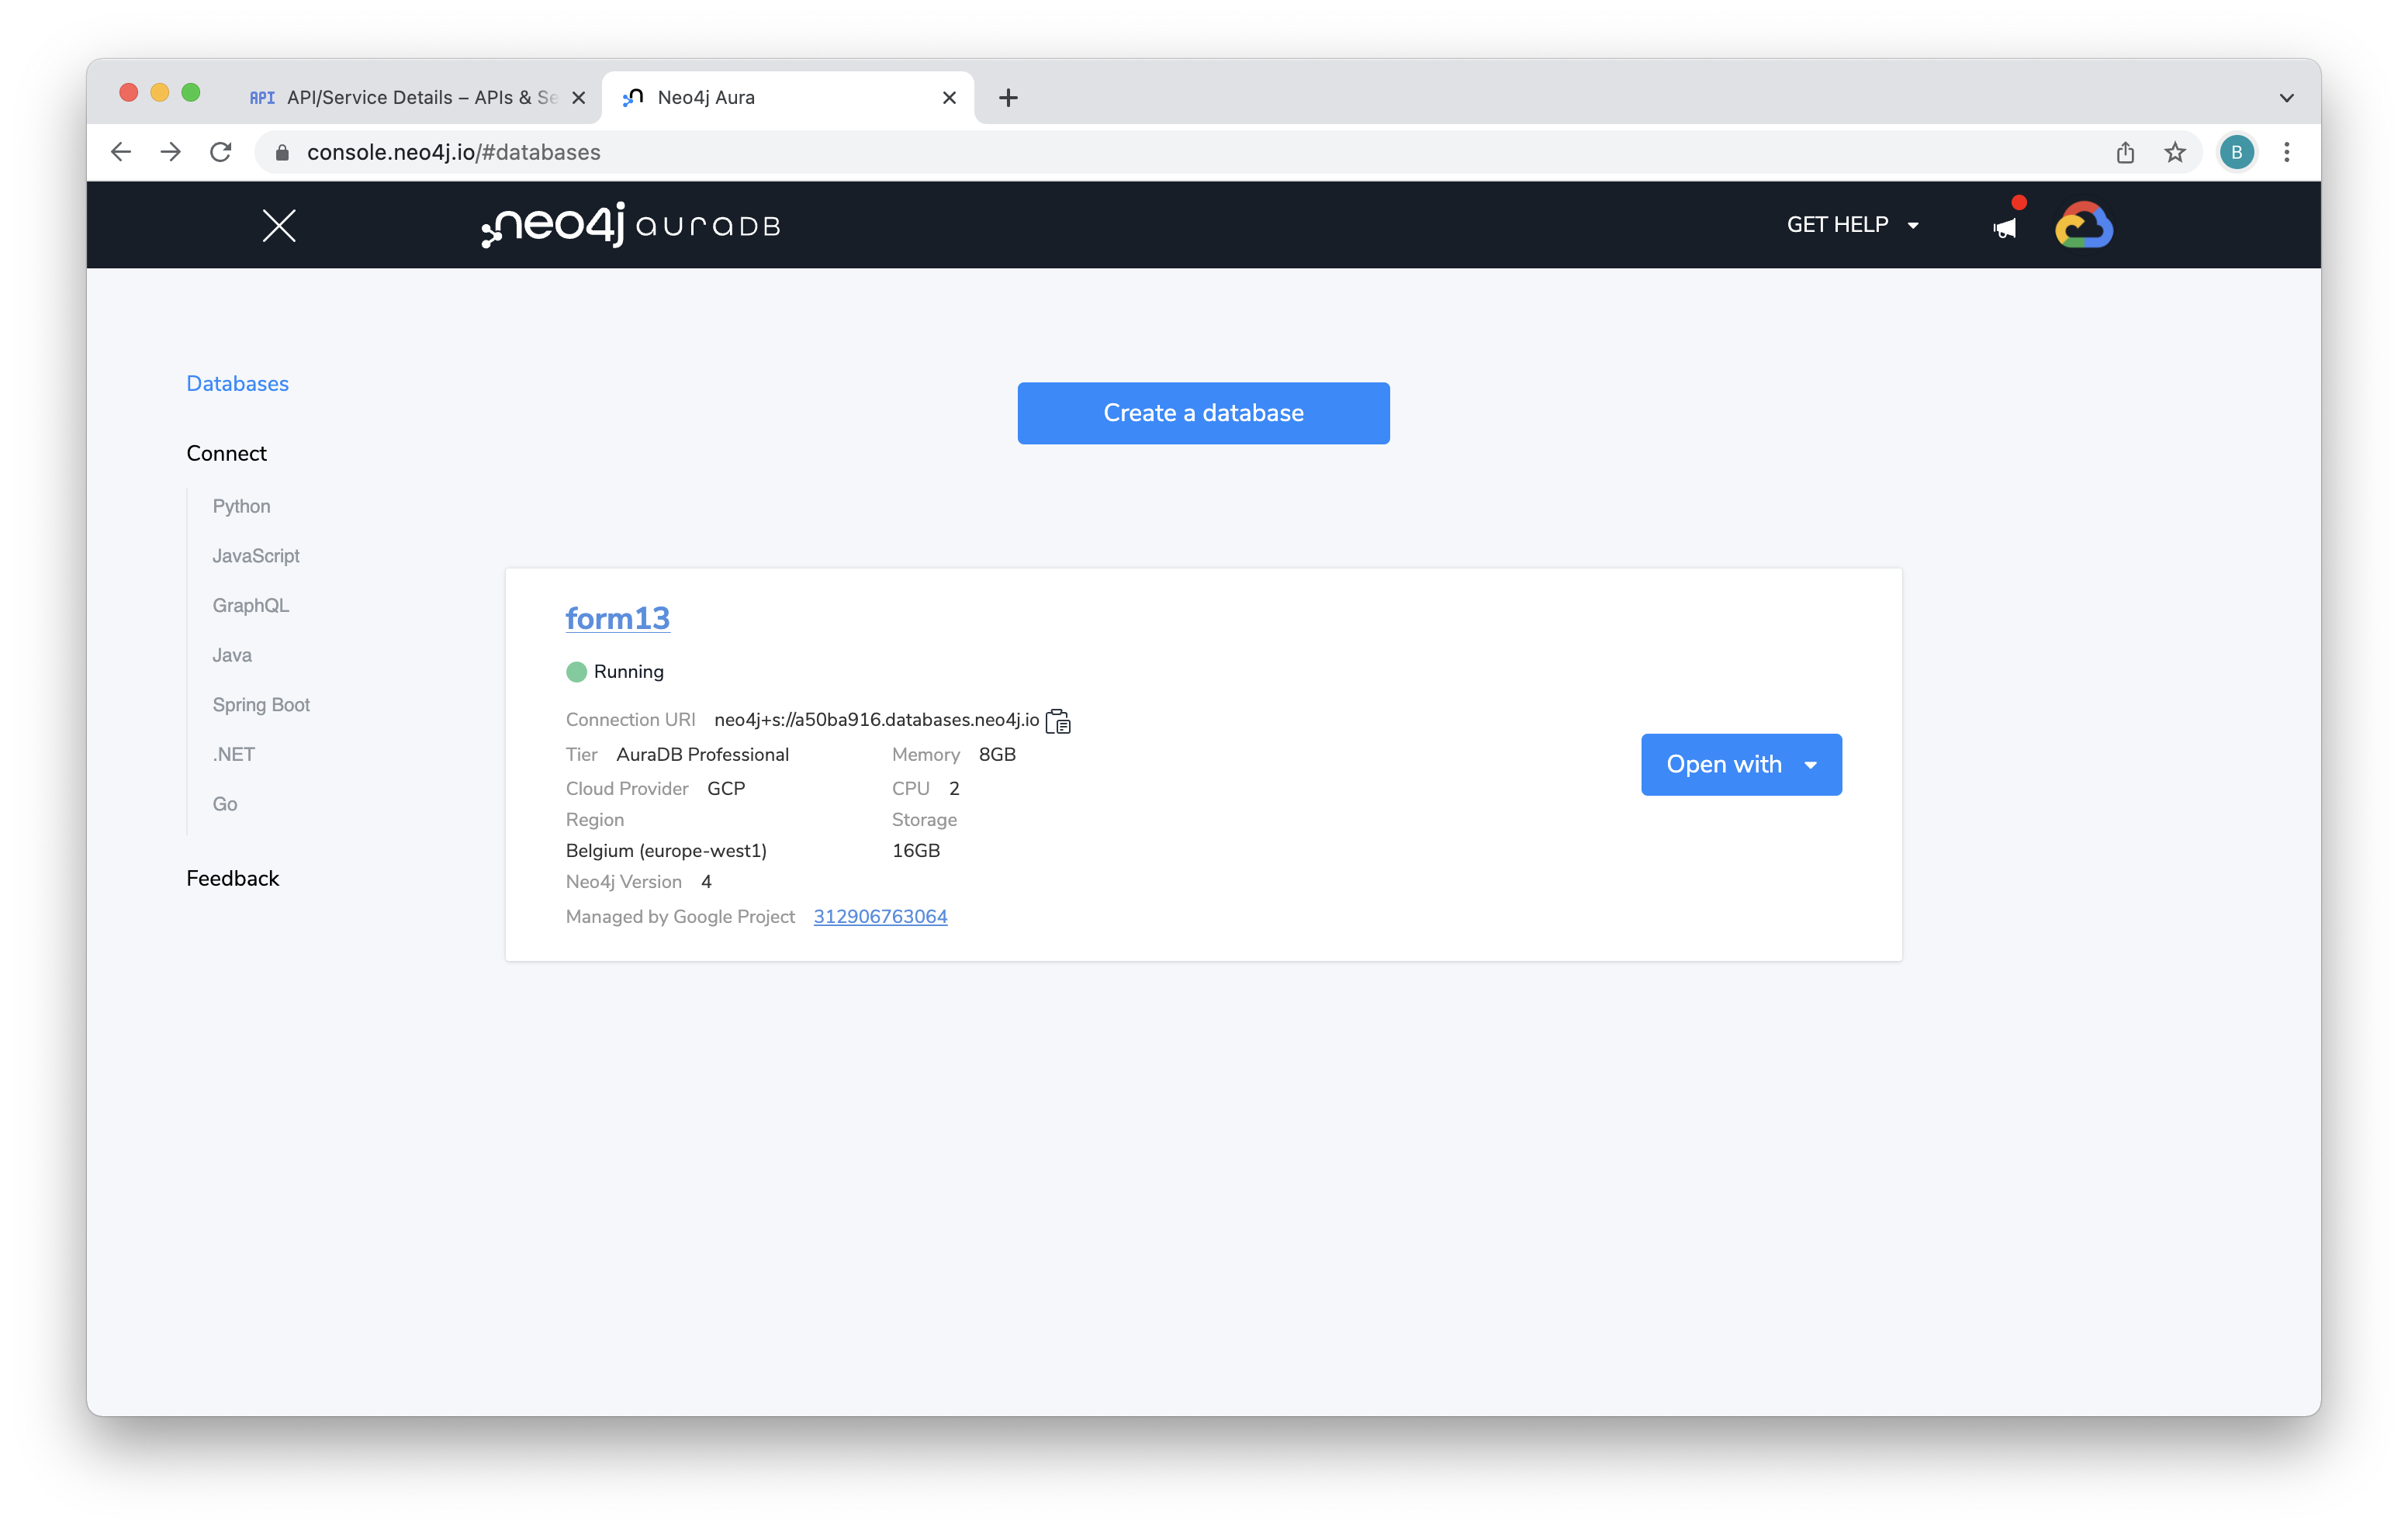 API API/Service Details – APIs & Se
Neo4j Aura
console.neo4j.io/#databases
B
neo4j auraDB
GET HELP
Databases
Create a database
Connect
Python
JavaScript
GraphQL
Java
Spring Boot
.NET
Go
Feedback
form13
Running
Connection URI neo4j+s://a50ba916.databases.neo4j.io
Tier AuraDB Professional Memory 8GB
Open with
Cloud Provider GCP CPU 2
Region Storage
Belgium (europe-west1) 16GB
Neo4j Version 4
Managed by Google Project 312906763064